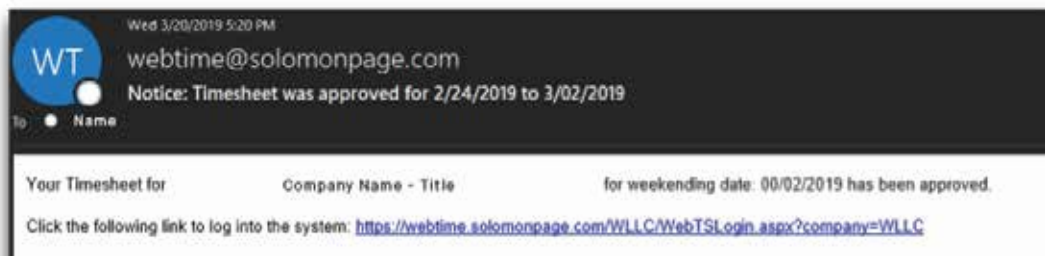 Wed 3/20/2019 5:20 PM
WT
webtime@solomonpage.com
Notice: Timesheet was approved for 2/24/2019 to 3/02/2019
To Name
Your Timesheet for Company Name - Title for weekending date: 00/02/2019 has been approved.
Click the following link to log into the system: https://webtime.solomonpage.com/WLLC/WebTSLogin.aspx?company=WLLC